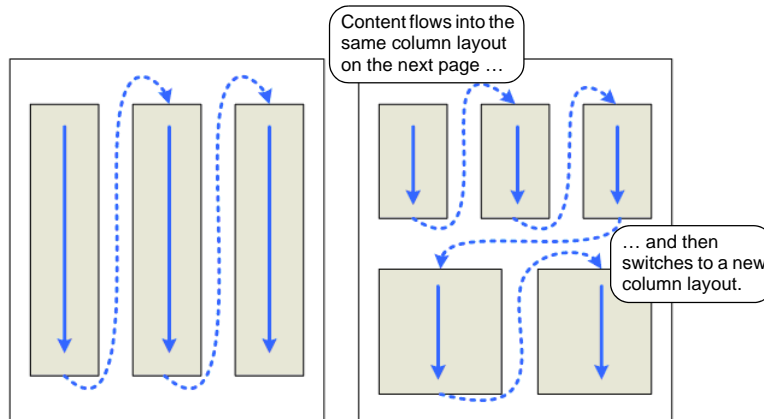 Content flows into the
same column layout
on the next page …
… and then
switches to a new
column layout.